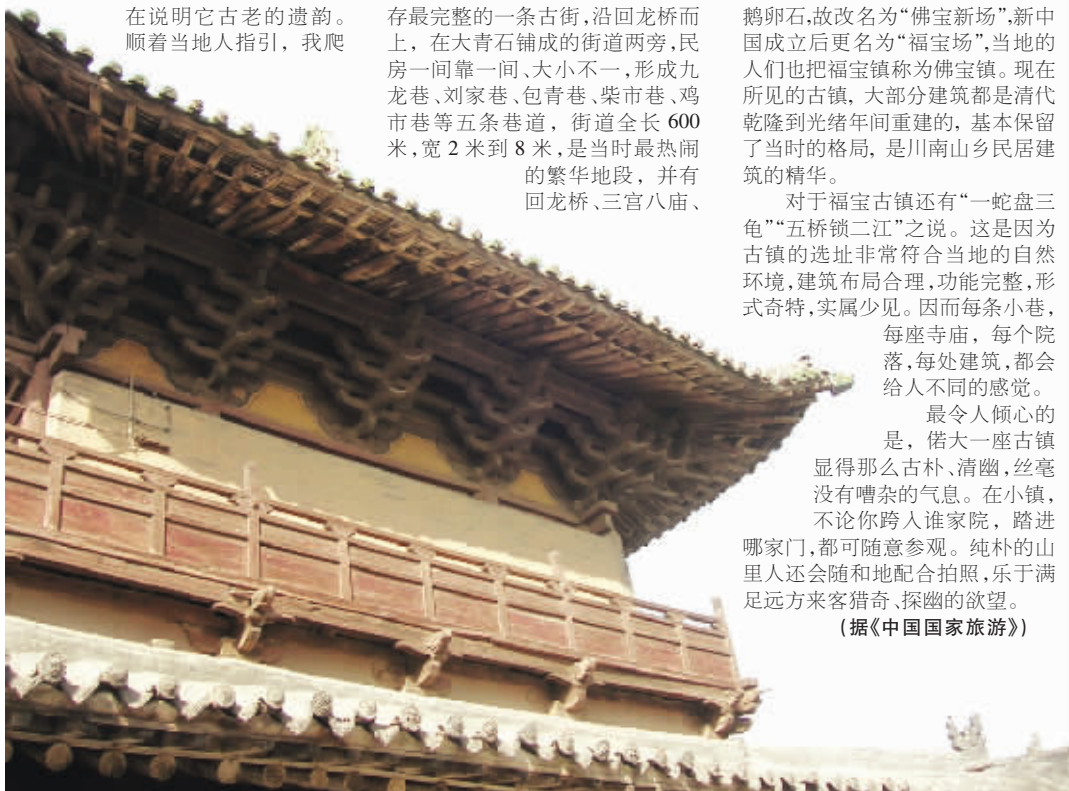 在说明它古老的遗韵。
顺着当地人指引，我爬
存最完整的一条古街，沿回龙桥而
上，在大青石铺成的街道两旁，民
房一间靠一间、大小不一，形成九
龙巷、刘家巷、包青巷、柴市巷、鸡
市巷等五条巷道，街道全长 600
米，宽 2 米到 8 米，是当时最热闹
的繁华地段，并有
回龙桥、三宫八庙、
鹅卵石，故改名为“佛宝新场”，新中
国成立后更名为“福宝场”，当地的
人们也把福宝镇称为佛宝镇。现在
所见的古镇，大部分建筑都是清代
乾隆到光绪年间重建的，基本保留
了当时的格局，是川南山乡民居建
筑的精华。
对于福宝古镇还有“一蛇盘三
龟”“五桥锁二江”之说。这是因为
古镇的选址非常符合当地的自然
环境，建筑布局合理，功能完整，形
式奇特，实属少见。因而每条小巷，
每座寺庙，每个院
落，每处建筑，都会
给人不同的感觉。
最令人倾心的
是，偌大一座古镇
显得那么古朴、清幽，丝毫
没有嘈杂的气息。在小镇，
不论你跨入谁家院，踏进
哪家门，都可随意参观。纯朴的山
里人还会随和地配合拍照，乐于满
足远方来客猎奇、探幽的欲望。
（据《中国国家旅游》）